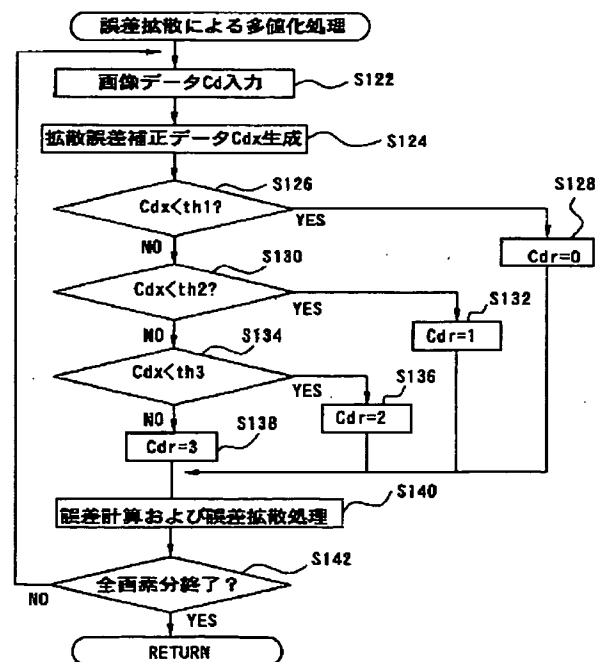 誤差拡散による多値化処理
画像データCd入力
S122
拡散誤差補正データCdx生成
S124
S126
Cdx<th1?
YES
NO
S128
Cdr=0
S130
Cdx<th2?
YES
NO
S132
Cdr=1
S134
Cdx<th3
YES
NO
S136
Cdr=2
S138
Cdr=3
S140
誤差計算および誤差拡散処理
S142
全画素分終了？
NO
YES
RETURN